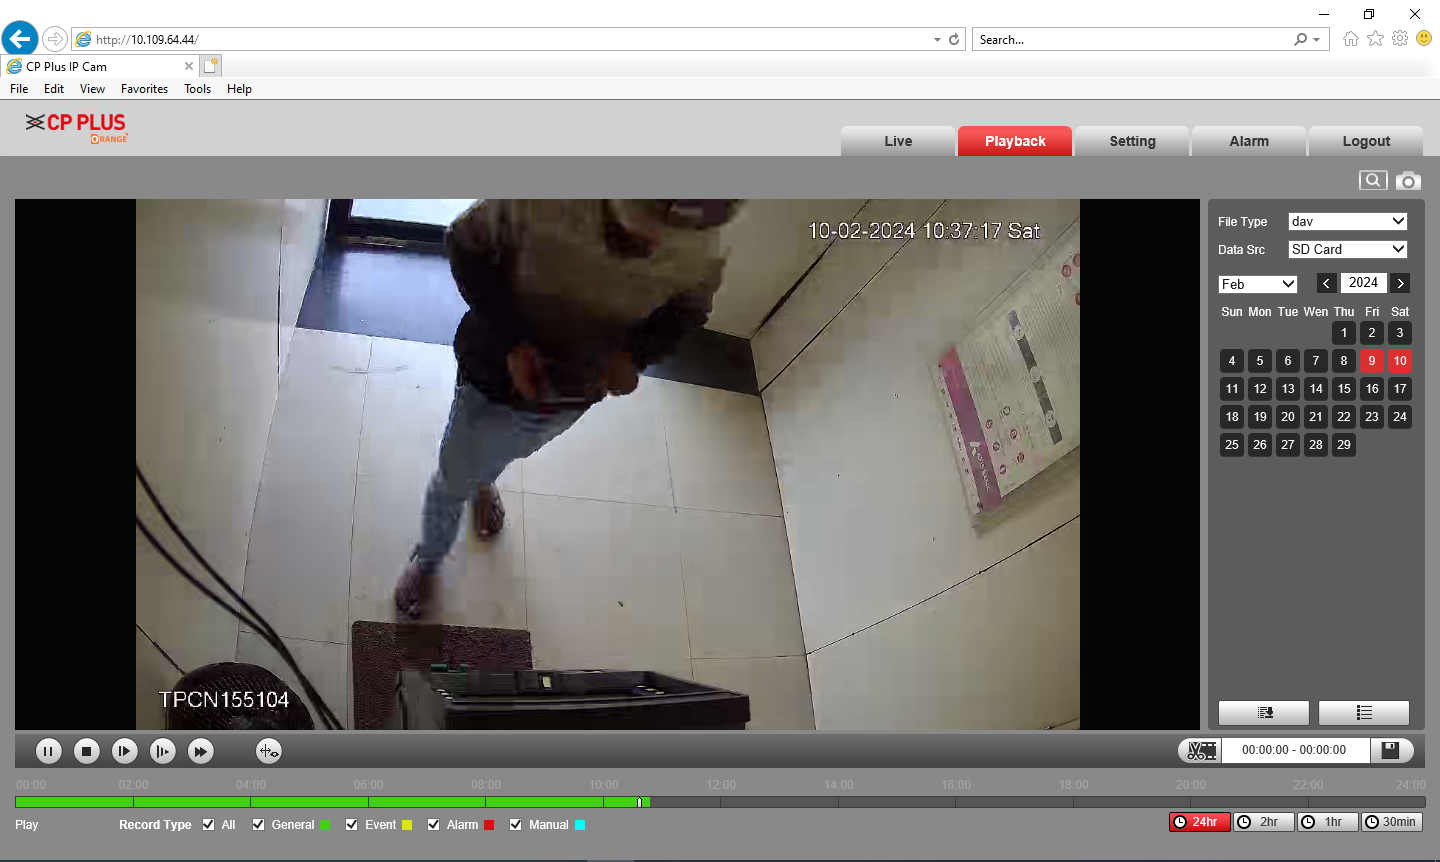 http://10.109.64.44/
Search...
CP Plus IP Cam
File Edit View Favorites Tools Help
CP PLUS
ORANGE
Live Playback Setting Alarm Logout
10-02-2024 10:37:17 Sat
File Type dav
Data Src SD Card
Feb 2024
Sun Mon Tue Wen Thu Fri Sat
1 2 3
4 5 6 7 8 9 10
11 12 13 14 15 16 17
18 19 20 21 22 23 24
25 26 27 28 29
TPCN155104
00:00:00 - 00:00:00
00:00 02:00 04:00 06:00 08:00 10:00 12:00 14:00 16:00 18:00 20:00 22:00 24:00
Play Record Type All General Event Alarm Manual
24hr 2hr 1hr 30min